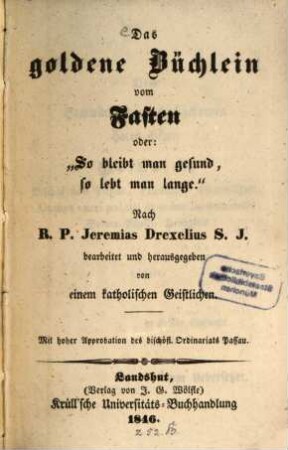 Das
goldene Büchlein
vom
Fasten
oder:
„So bleibt man gesund,
so lebt man lange.“
Nach
R. P. Jeremias Drexelius S. J.
bearbeitet und herausgegeben
von
einem katholischen Geistlichen.
Mit hoher Approbation des bischöfl. Ordinariats Passau.
Landshut,
(Verlag von J. G. Wölfle)
Krüll'sche Universitäts-Buchhandlung
1846.